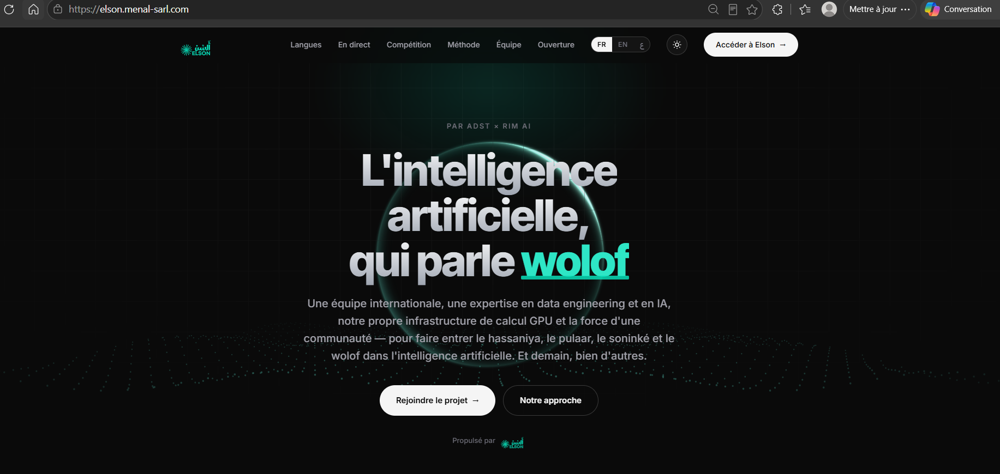 https://elson.menal-sarl.com
Mettre à jour
Conversation
ألسن
ELSON
Langues
En direct
Compétition
Méthode
Équipe
Ouverture
FR
EN
ع
Accéder à Elson →
PAR ADST × RIM AI
L'intelligence
artificielle,
qui parle wolof
Une équipe internationale, une expertise en data engineering et en IA,
notre propre infrastructure de calcul GPU et la force d'une
communauté — pour faire entrer le hassaniya, le pulaar, le soninké et le
wolof dans l'intelligence artificielle. Et demain, bien d'autres.
Rejoindre le projet →
Notre approche
Propulsé par
ألسن
ELSON